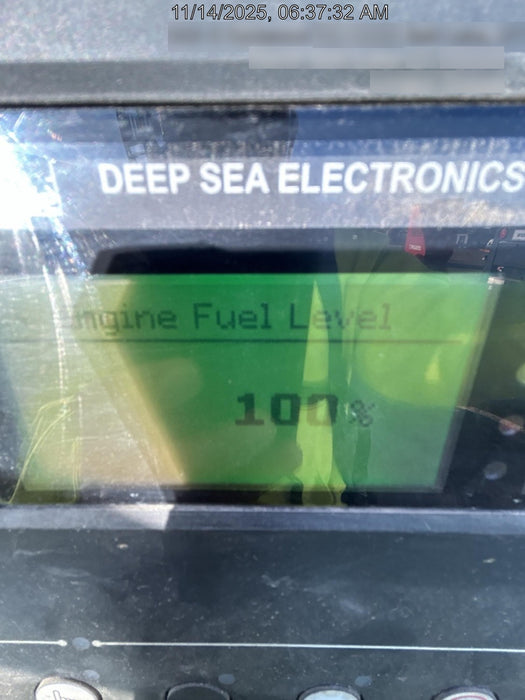 11/14/2025, 06:37:32 AM
DEEP SEA ELECTRONICS
Engine Fuel Level
100%